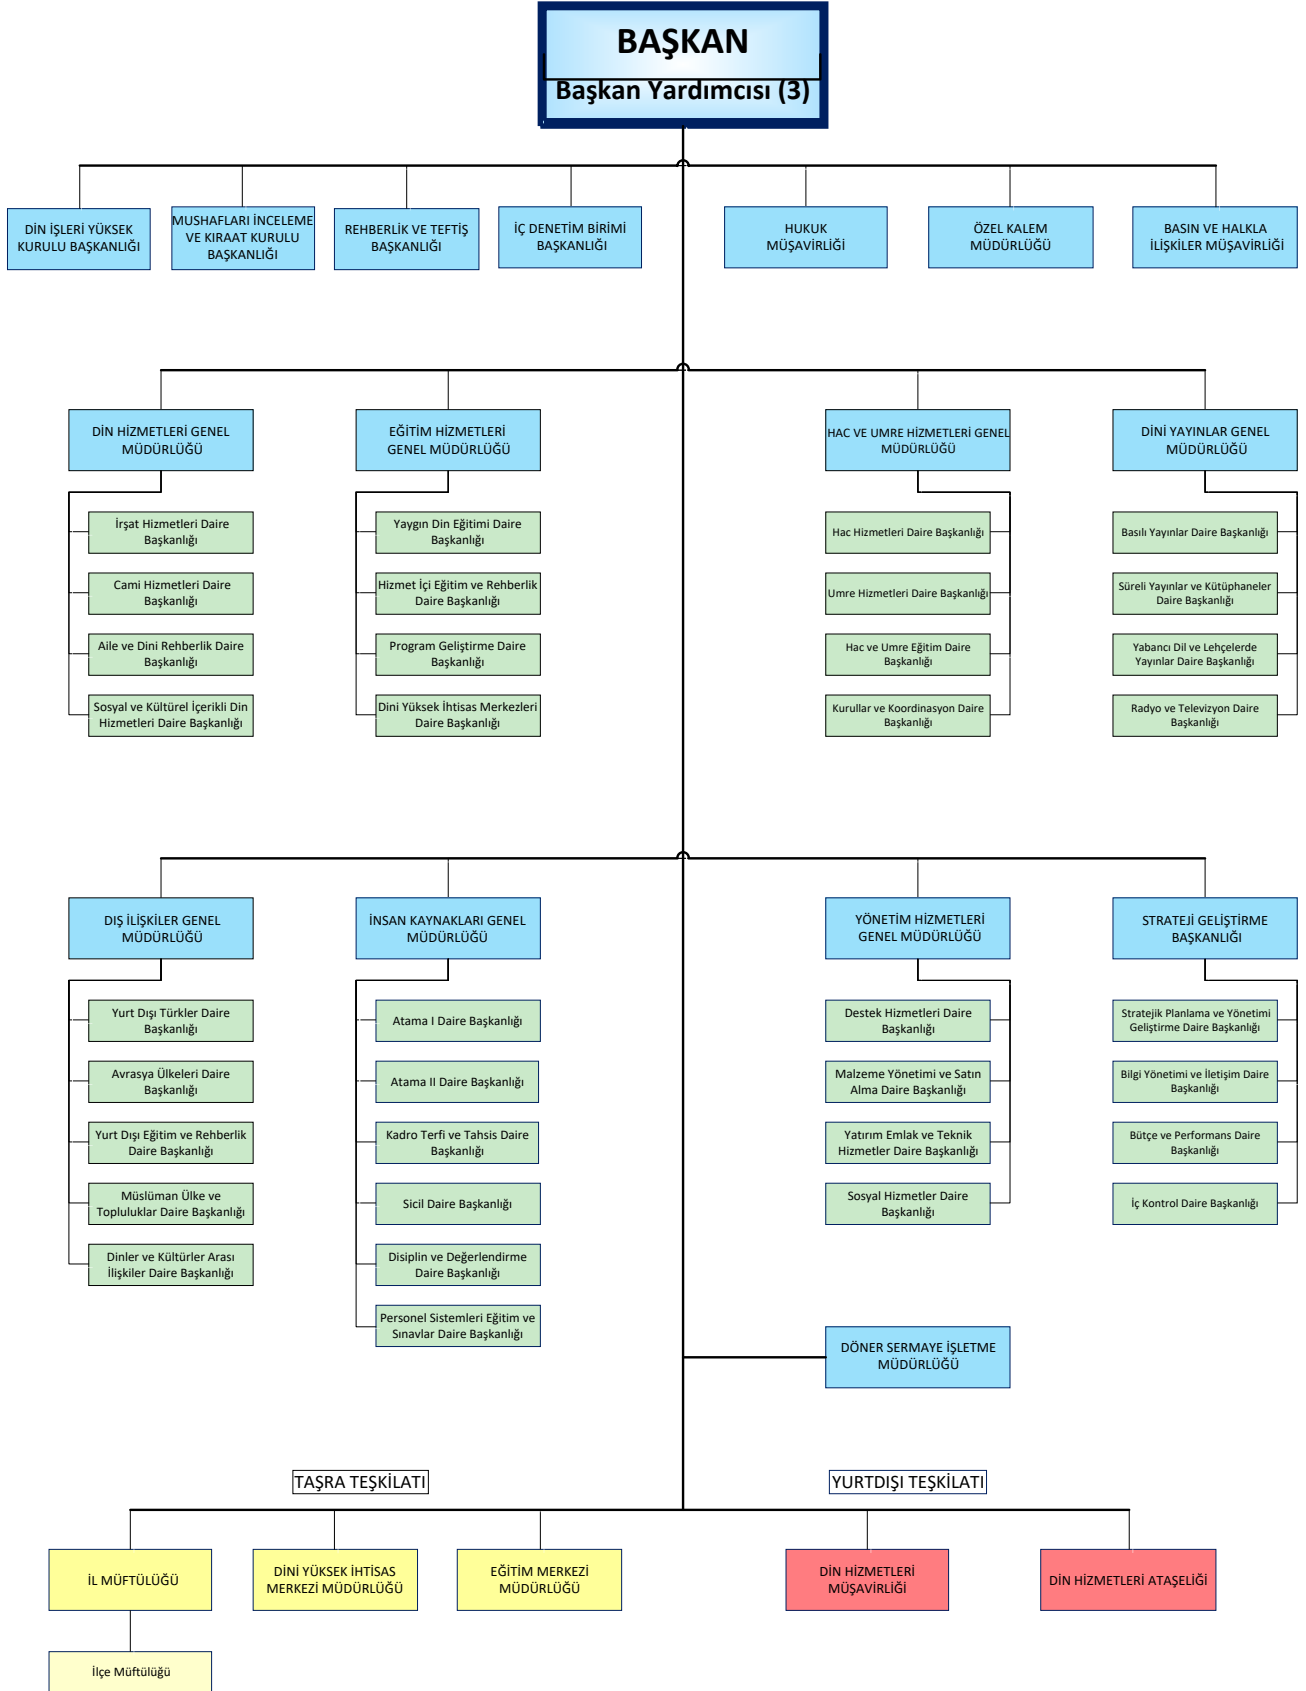 BAŞKAN
Başkan Yardımcısı (3)
DİN İŞLERİ YÜKSEK
KURULU BAŞKANLIĞI
MUSHAFLARI İNCELEME
VE KIRAAT KURULU
BAŞKANLIĞI
REHBERLİK VE TEFTİŞ
BAŞKANLIĞI
İÇ DENETİM BİRİMİ
BAŞKANLIĞI
HUKUK
MÜŞAVİRLİĞİ
ÖZEL KALEM
MÜDÜRLÜĞÜ
BASIN VE HALKLA
İLİŞKİLER MÜŞAVİRLİĞİ
DİN HİZMETLERİ GENEL
MÜDÜRLÜĞÜ
İrşat Hizmetleri Daire
Başkanlığı
Cami Hizmetleri Daire
Başkanlığı
Aile ve Dini Rehberlik Daire
Başkanlığı
Sosyal ve Kültürel İçerikli Din
Hizmetleri Daire Başkanlığı
EĞİTİM HİZMETLERİ
GENEL MÜDÜRLÜĞÜ
Yaygın Din Eğitimi Daire
Başkanlığı
Hizmet İçi Eğitim ve Rehberlik
Daire Başkanlığı
Program Geliştirme Daire
Başkanlığı
Dini Yüksek İhtisas Merkezleri
Daire Başkanlığı
HAC VE UMRE HİZMETLERİ GENEL
MÜDÜRLÜĞÜ
Hac Hizmetleri Daire Başkanlığı
Umre Hizmetleri Daire Başkanlığı
Hac ve Umre Eğitim Daire
Başkanlığı
Kurullar ve Koordinasyon Daire
Başkanlığı
DİNİ YAYINLAR GENEL
MÜDÜRLÜĞÜ
Basılı Yayınlar Daire Başkanlığı
Süreli Yayınlar ve Kütüphaneler
Daire Başkanlığı
Yabancı Dil ve Lehçelerde
Yayınlar Daire Başkanlığı
Radyo ve Televizyon Daire
Başkanlığı
DIŞ İLİŞKİLER GENEL
MÜDÜRLÜĞÜ
Yurt Dışı Türkler Daire
Başkanlığı
Avrasya Ülkeleri Daire
Başkanlığı
Yurt Dışı Eğitim ve Rehberlik
Daire Başkanlığı
Müslüman Ülke ve
Topluluklar Daire Başkanlığı
Dinler ve Kültürler Arası
İlişkiler Daire Başkanlığı
İNSAN KAYNAKLARI GENEL
MÜDÜRLÜĞÜ
Atama I Daire Başkanlığı
Atama II Daire Başkanlığı
Kadro Terfi ve Tahsis Daire
Başkanlığı
Sicil Daire Başkanlığı
Disiplin ve Değerlendirme
Daire Başkanlığı
Personel Sistemleri Eğitim ve
Sınavlar Daire Başkanlığı
YÖNETİM HİZMETLERİ
GENEL MÜDÜRLÜĞÜ
Destek Hizmetleri Daire
Başkanlığı
Malzeme Yönetimi ve Satın
Alma Daire Başkanlığı
Yatırım Emlak ve Teknik
Hizmetler Daire Başkanlığı
Sosyal Hizmetler Daire
Başkanlığı
STRATEJİ GELİŞTİRME
BAŞKANLIĞI
Stratejik Planlama ve Yönetimi
Geliştirme Daire Başkanlığı
Bilgi Yönetimi ve İletişim Daire
Başkanlığı
Bütçe ve Performans Daire
Başkanlığı
İç Kontrol Daire Başkanlığı
DÖNER SERMAYE İŞLETME
MÜDÜRLÜĞÜ
TAŞRA TEŞKİLATI
YURTDIŞI TEŞKİLATI
İL MÜFTÜLÜĞÜ
DİNİ YÜKSEK İHTİSAS
MERKEZİ MÜDÜRLÜĞÜ
EĞİTİM MERKEZİ
MÜDÜRLÜĞÜ
DİN HİZMETLERİ
MÜŞAVİRLİĞİ
DİN HİZMETLERİ ATAŞELİĞİ
İlçe Müftülüğü